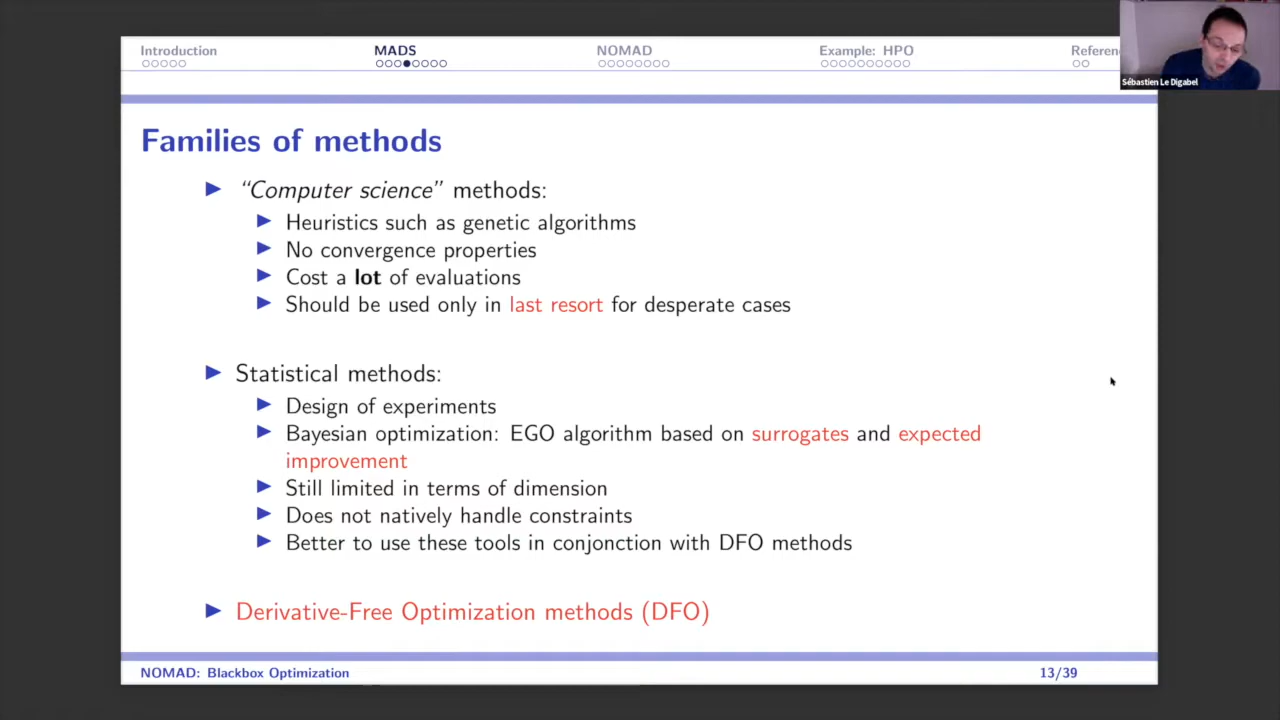 Introduction MADS NOMAD Example: HPO Referen
Sébastien Le Digabel
Families of methods
"Computer science" methods:
Heuristics such as genetic algorithms
No convergence properties
Cost a lot of evaluations
Should be used only in last resort for desperate cases
Statistical methods:
Design of experiments
Bayesian optimization: EGO algorithm based on surrogates and expected
improvement
Still limited in terms of dimension
Does not natively handle constraints
Better to use these tools in conjunction with DFO methods
Derivative-Free Optimization methods (DFO)
NOMAD: Blackbox Optimization 13/39